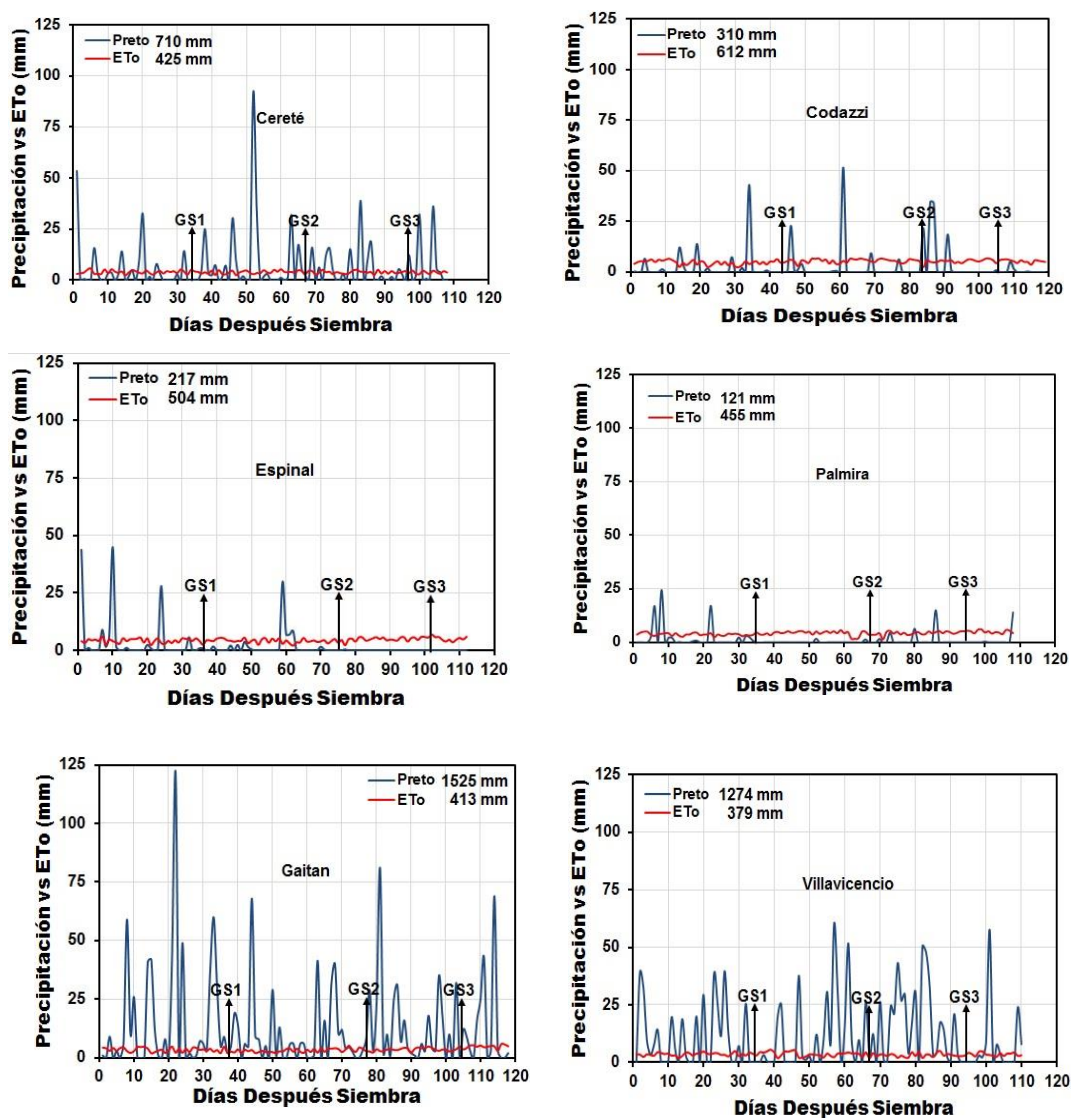 Precipitación vs ETo (mm)
125
100
75
50
25
0
Preto 710 mm
ETo 425 mm
Cereté
GS1
GS2
GS3
0 10 20 30 40 50 60 70 80 90 100 110 120
Días Después Siembra
Precipitación vs ETo (mm)
125
100
75
50
25
0
Preto 310 mm
ETo 612 mm
Codazzi
GS1
GS2
GS3
0 10 20 30 40 50 60 70 80 90 100 110 120
Días Después Siembra
Precipitación vs ETo (mm)
125
100
75
50
25
0
Preto 217 mm
ETo 504 mm
Espinal
GS1
GS2
GS3
0 10 20 30 40 50 60 70 80 90 100 110 120
Días Después Siembra
Precipitación vs ETo (mm)
125
100
75
50
25
0
Preto 121 mm
ETo 455 mm
Palmira
GS1
GS2
GS3
0 10 20 30 40 50 60 70 80 90 100 110 120
Días Después Siembra
Precipitación vs ETo (mm)
125
100
75
50
25
0
Preto 1525 mm
ETo 413 mm
Gaitan
GS1
GS2
GS3
0 10 20 30 40 50 60 70 80 90 100 110 120
Días Después Siembra
Precipitación vs ETo (mm)
125
100
75
50
25
0
Preto 1274 mm
ETo 379 mm
Villavicencio
GS1
GS2
GS3
0 10 20 30 40 50 60 70 80 90 100 110 120
Días Después Siembra